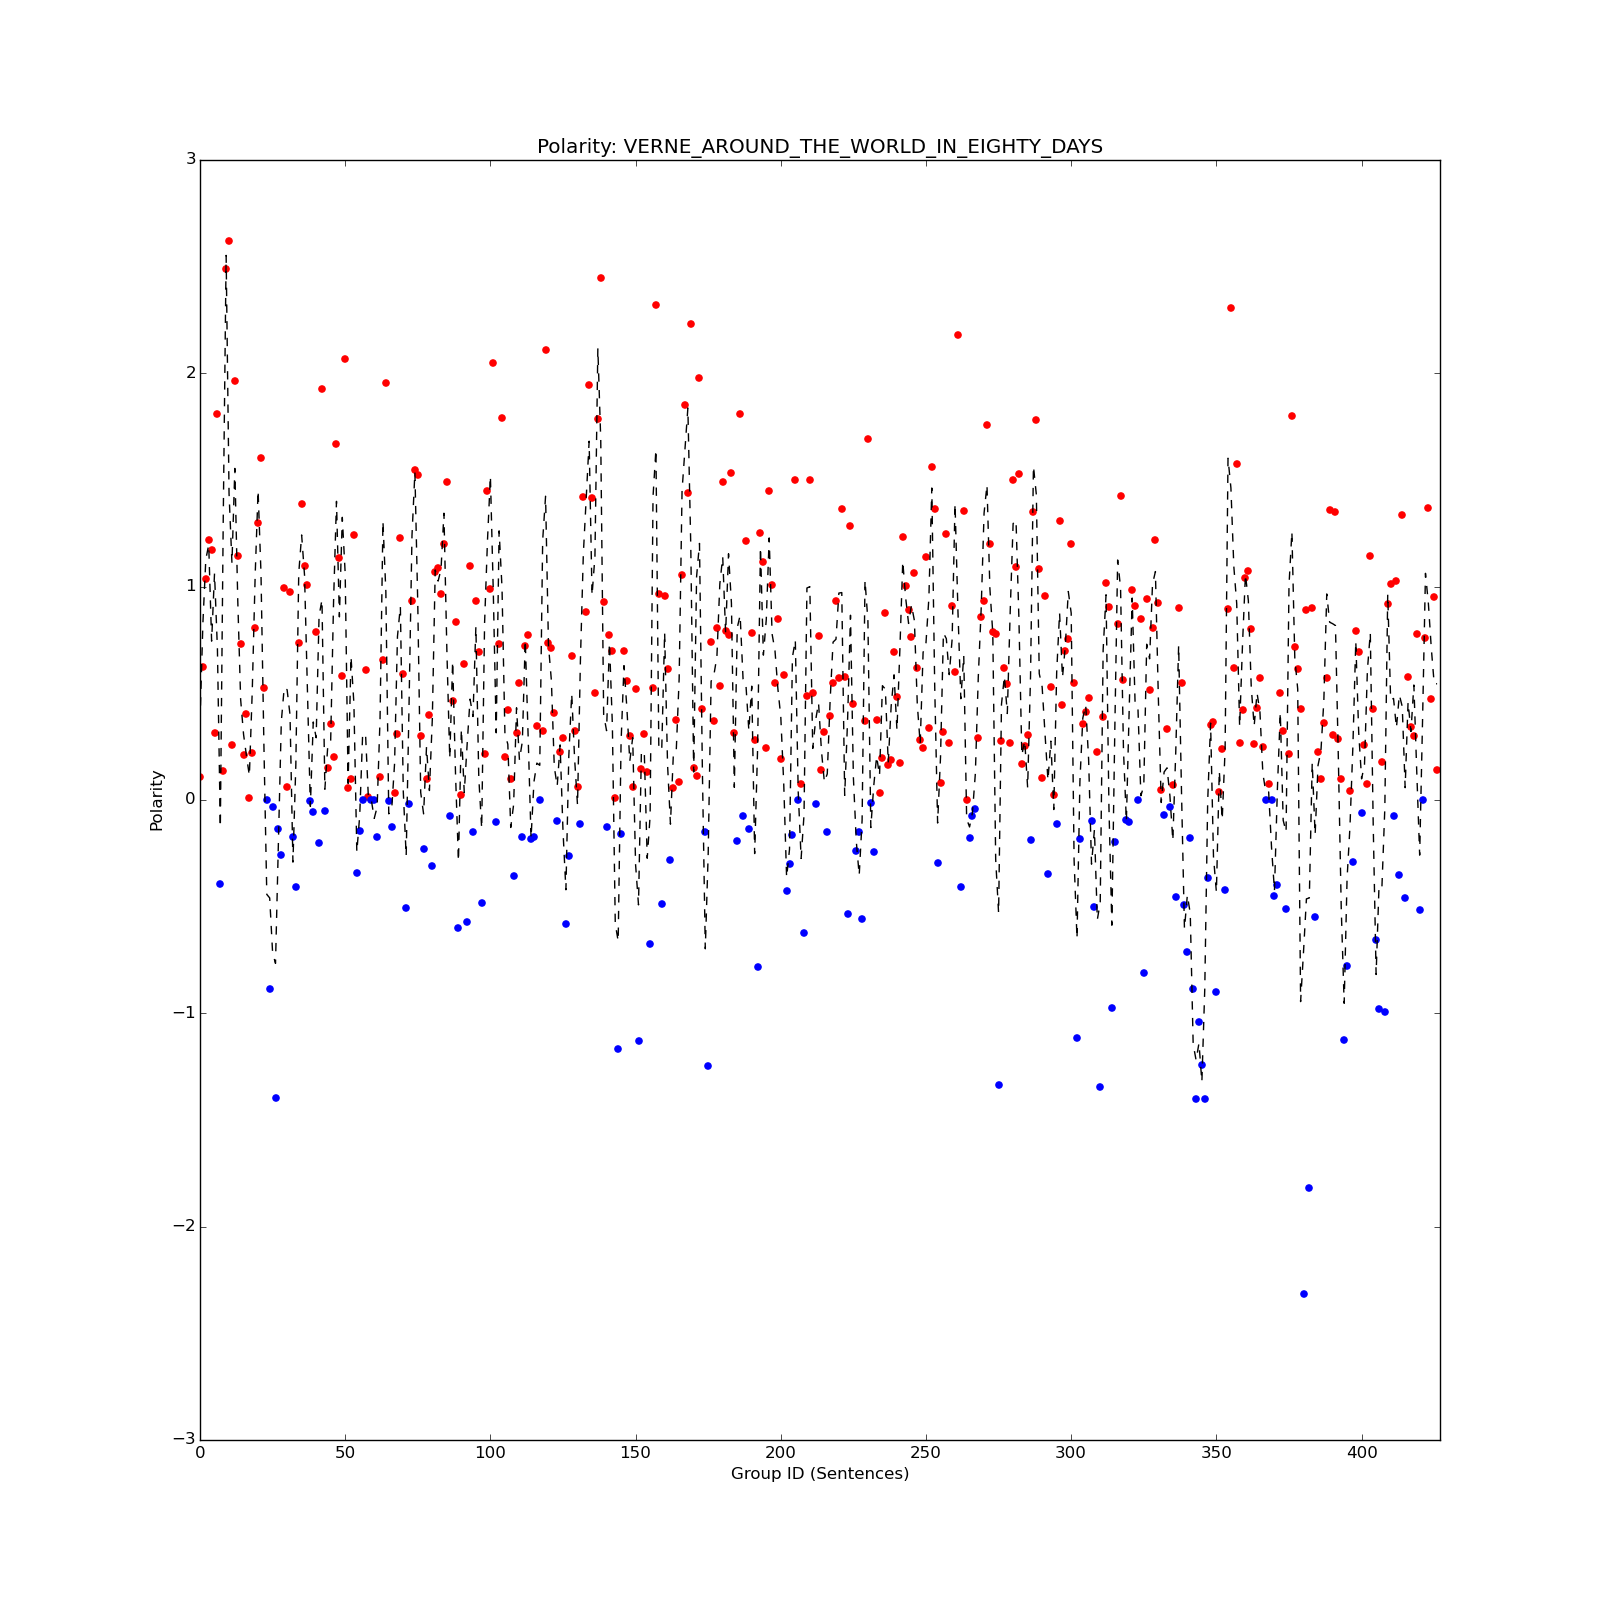 Polarity: VERNE_AROUND_THE_WORLD_IN_EIGHTY_DAYS
3
2
1
0
−1
−2
−3
Polarity
0 50 100 150 200 250 300 350 400
Group ID (Sentences)